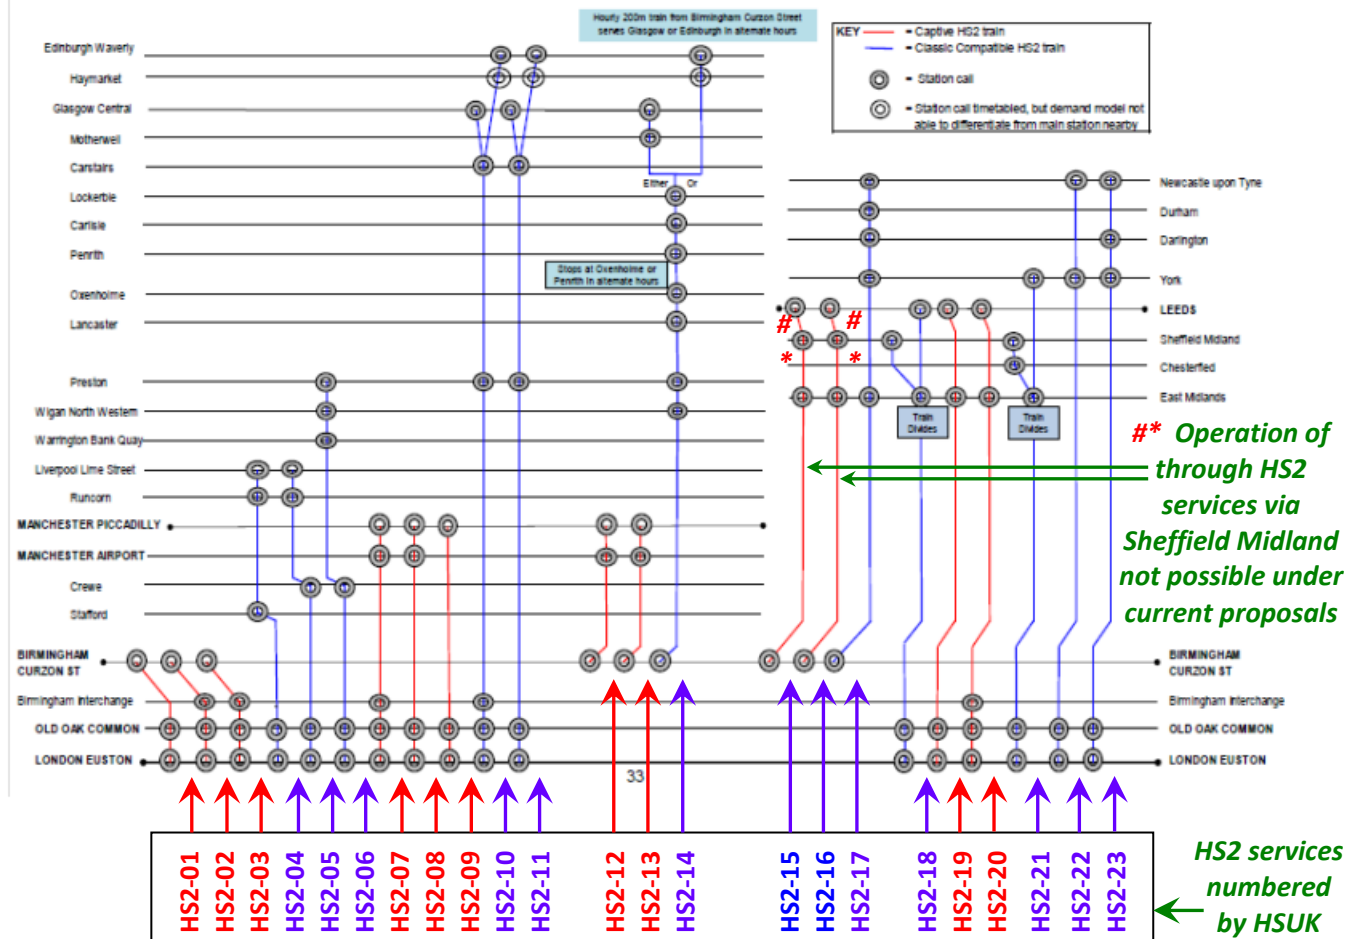 Hourly 200m train from Birmingham Curzon Street
serves Glasgow or Edinburgh in alternate hours
KEY
= Captive HS2 train
= Classic Compatible HS2 train
= Station call
= Station call timetabled, but demand model not
able to differentiate from main station nearby
Edinburgh Waverly
Haymarket
Glasgow Central
Motherwell
Carstairs
Lockerbie
Carlisle
Penrith
Oxenholme
Lancaster
Preston
Wigan North Western
Warrington Bank Quay
Liverpool Lime Street
Runcorn
MANCHESTER PICCADILLY
MANCHESTER AIRPORT
Crewe
Stafford
BIRMINGHAM
CURZON ST
Birmingham Interchange
OLD OAK COMMON
LONDON EUSTON
Either
Or
Stops at Oxenholme or
Penrith in alternate hours
Newcastle upon Tyne
Durham
Darlington
York
LEEDS
Sheffield Midland
Chesterfied
East Midlands
# #
* *
Train
Divides
Train
Divides
#* Operation of
through HS2
services via
Sheffield Midland
not possible under
current proposals
BIRMINGHAM
CURZON ST
Birmingham Interchange
OLD OAK COMMON
LONDON EUSTON
33
HS2-01
HS2-02
HS2-03
HS2-04
HS2-05
HS2-06
HS2-07
HS2-08
HS2-09
HS2-10
HS2-11
HS2-12
HS2-13
HS2-14
HS2-15
HS2-16
HS2-17
HS2-18
HS2-19
HS2-20
HS2-21
HS2-22
HS2-23
HS2 services
numbered
by HSUK